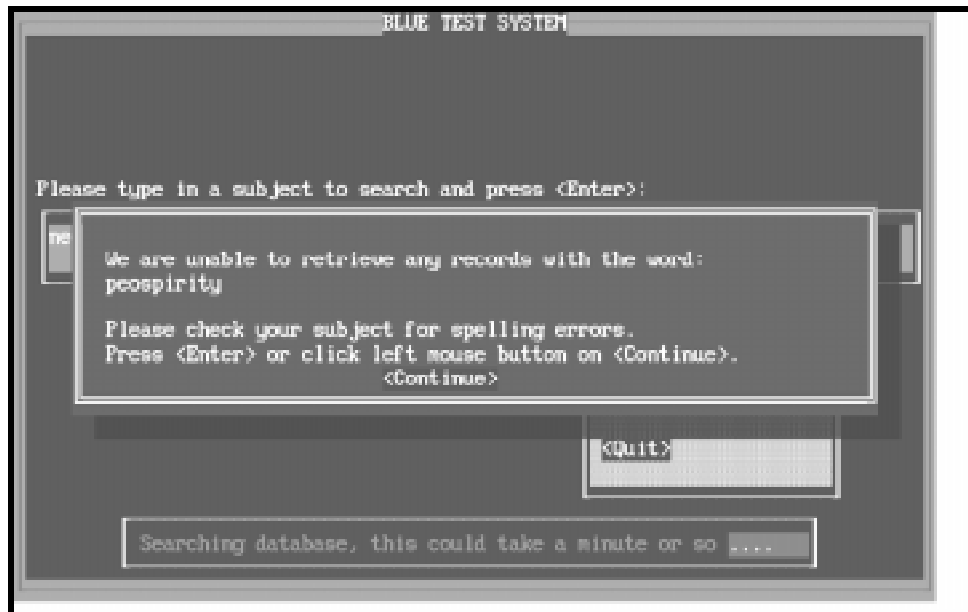 BLUE TEST SYSTEM
Please type in a subject to search and press <Enter>:
ne
We are unable to retrieve any records with the word:
peospirity
Please check your subject for spelling errors.
Press <Enter> or click left mouse button on <Continue>.
<Continue>
<Quit>
Searching database, this could take a minute or so ....